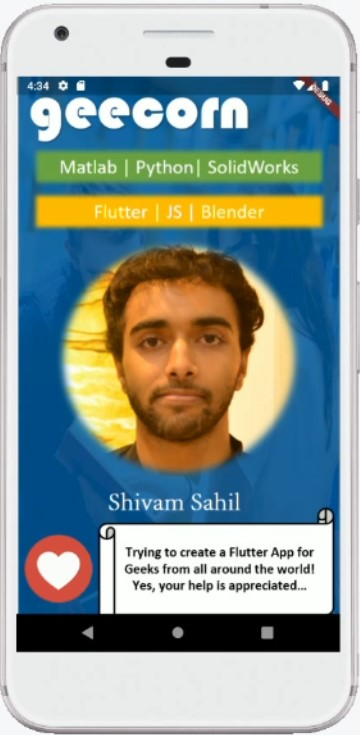 4:34
DEBUG
geecorn
Matlab | Python| SolidWorks
Flutter | JS | Blender
Shivam Sahil
Trying to create a Flutter App for
Geeks from all around the world!
Yes, your help is appreciated...